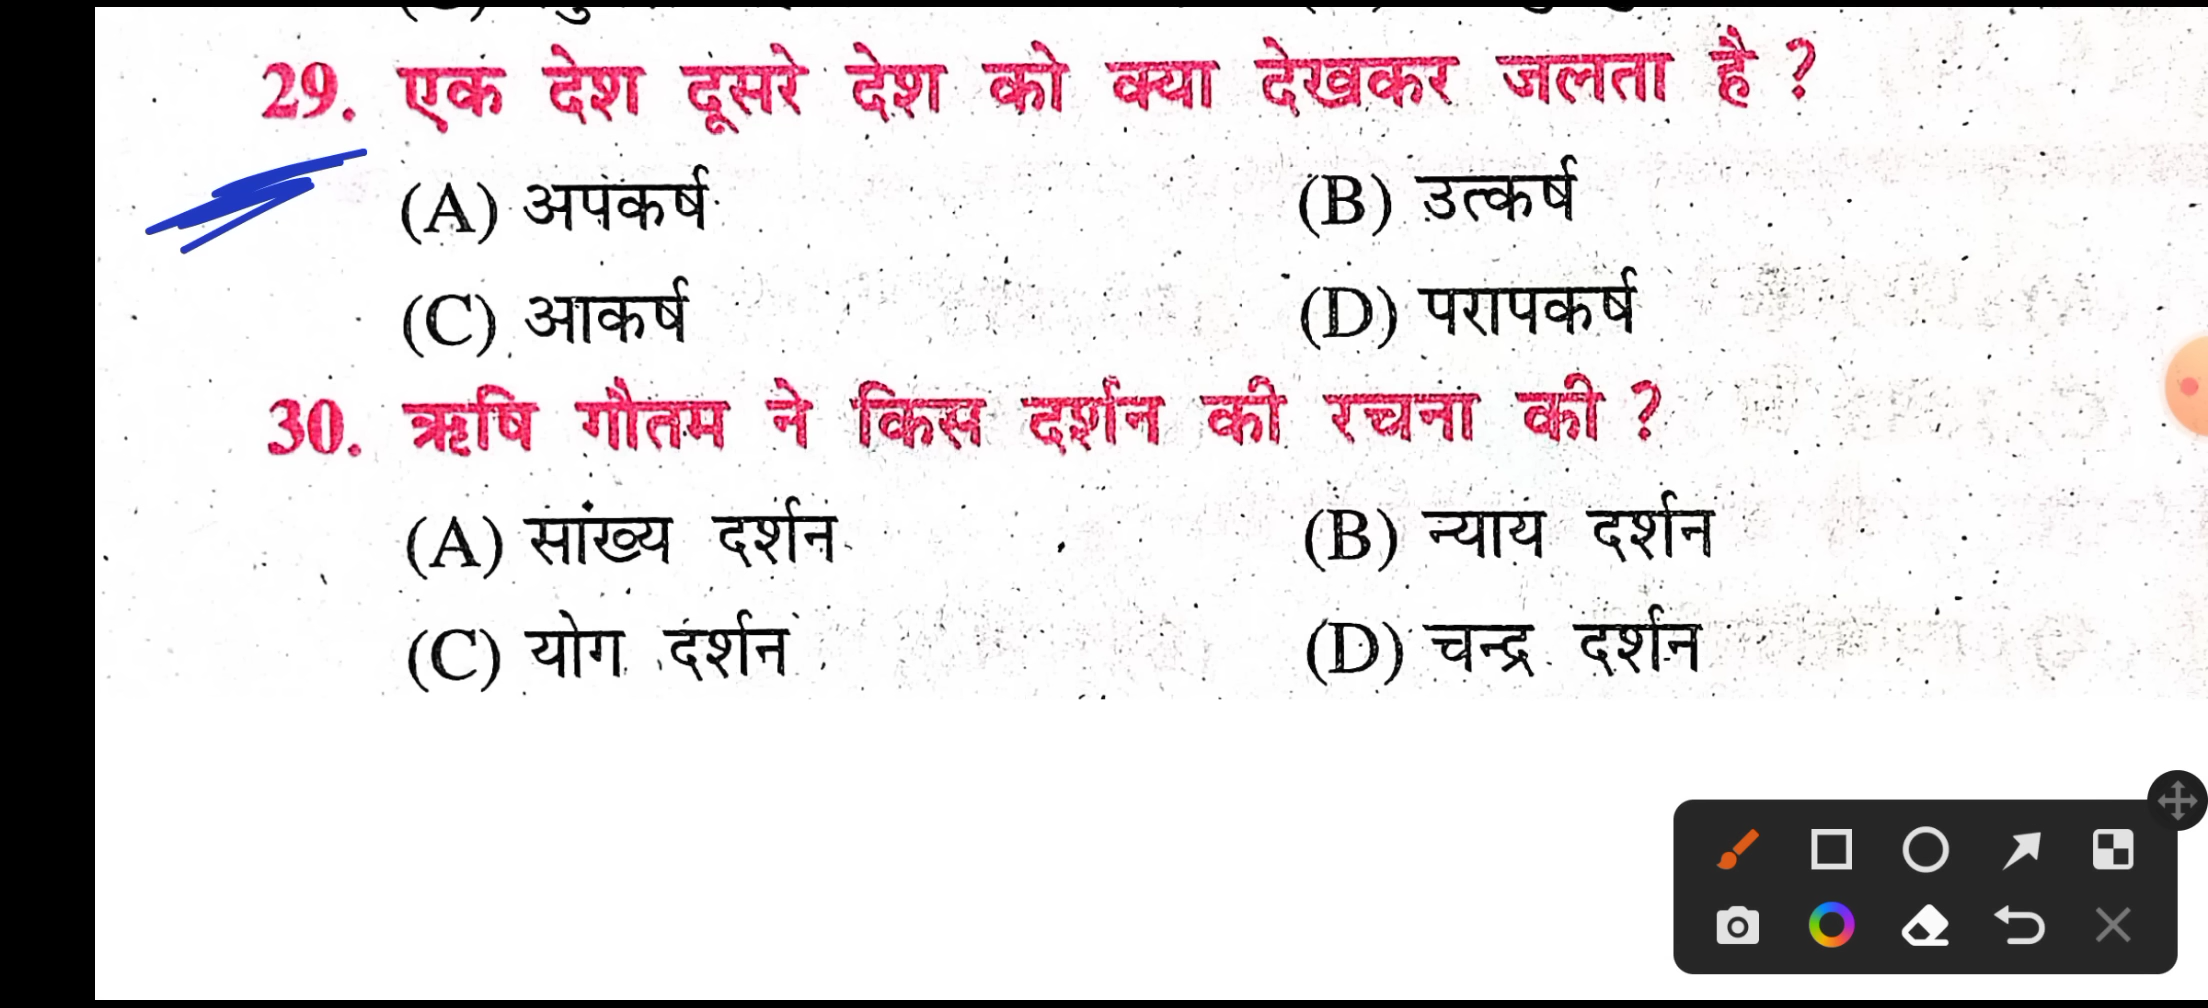 29. एक देश दूसरे देश को क्या देखकर जलता है ?
(A) अपकर्ष (B) उत्कर्ष
(C) आकर्ष (D) परापकर्ष
30. ऋषि गौतम ने किस दर्शन की रचना की ?
(A) सांख्य दर्शन (B) न्याय दर्शन
(C) योग दर्शन (D) चन्द्र दर्शन